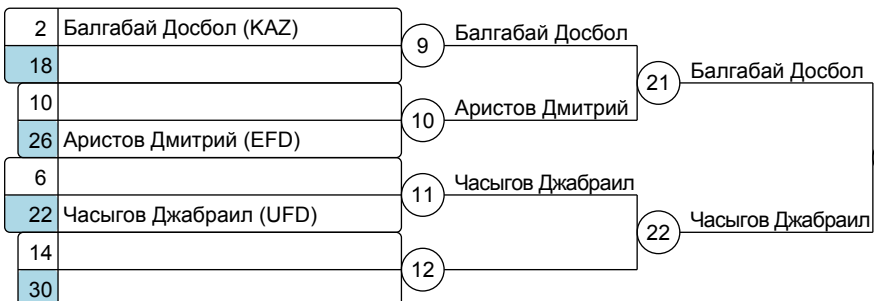 2 Балгабай Досбол (KAZ)
9 Балгабай Досбол
18
21 Балгабай Досбол
10
10 Аристов Дмитрий
26 Аристов Дмитрий (EFD)
6
11 Часыгов Джабраил
22 Часыгов Джабраил (UFD)
22 Часыгов Джабраил
14
12
30